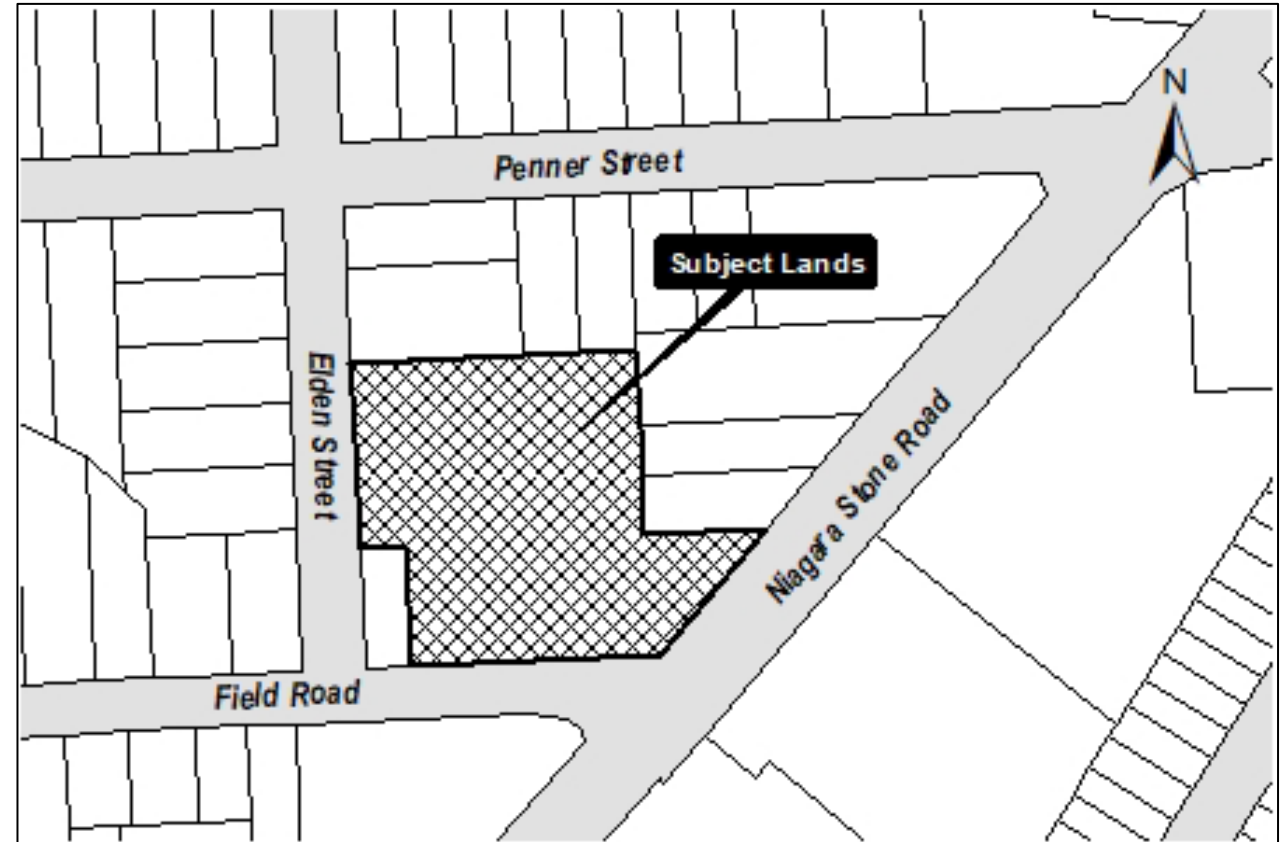 N
Penner Street
Subject Lands
Elden Street
Niagara Stone Road
Field Road